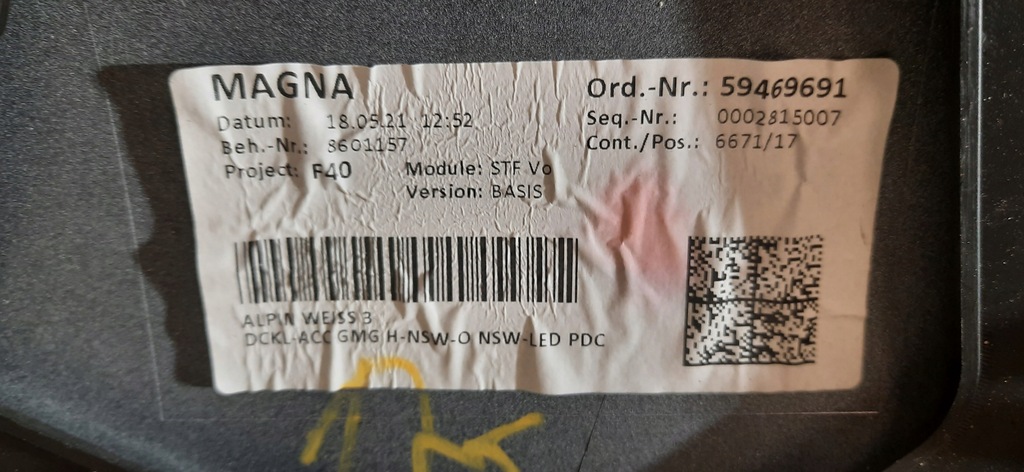 MAGNA
Ord.-Nr.: 59469691
Datum: 18.05.21 12:52
Seq.-Nr.: 0002815007
Beh.-Nr.: 8601157
Cont./Pos.: 6671/17
Project: F40 Module: STF Vo
Version: BASIS
ALPIN WEISS 3
DCKL-ACC GMG H-NSW-O NSW-LED PDC